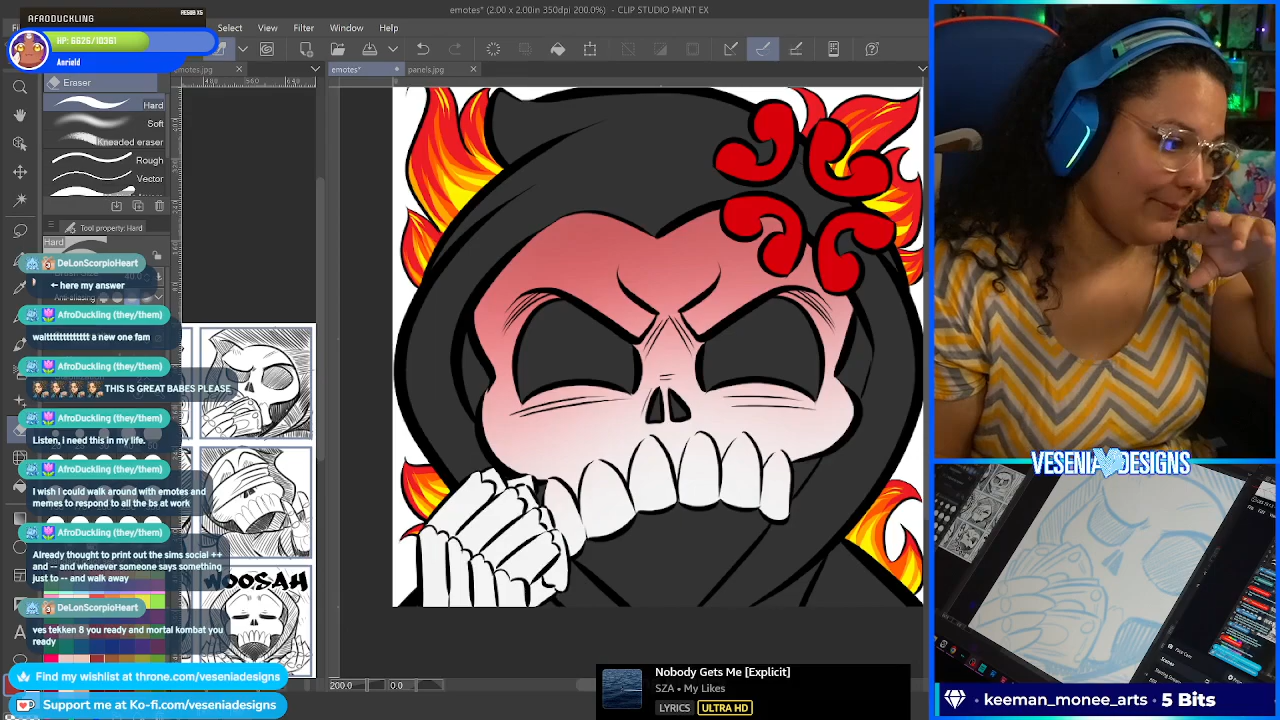 emotes* (2.00 x 2.00in 350dpi 200.0%) - CLIP STUDIO PAINT EX
AFRODUCKLING
HP: 6626/10361
Anrield
Select View Filter Window Help
emotes.jpg
emotes*
panels.jpg
Eraser
Hard
Soft
Kneaded eraser
Rough
Vector
Tool property: Hard
Hard
DeLonScorpioHeart
← here my answer
AfroDuckling (they/them)
waittttttttttttttt a new one fam
AfroDuckling (they/them)
THIS IS GREAT BABES PLEASE
AfroDuckling (they/them)
Listen, i need this in my life.
AfroDuckling (they/them)
I wish I could walk around with emotes and
memes to respond to all the bs at work
AfroDuckling (they/them)
Already thought to print out the sims social ++
and -- and whenever someone says something
just to -- and walk away
DeLonScorpioHeart
ves tekken 8 you ready and mortal kombat you
ready
WOOSAH
Find my wishlist at throne.com/veseniadesigns
Support me at Ko-fi.com/veseniadesigns
200.0
0.0
Nobody Gets Me [Explicit]
SZA • My Likes
LYRICS
ULTRA HD
VESENIA DESIGNS
keeman_monee_arts • 5 Bits